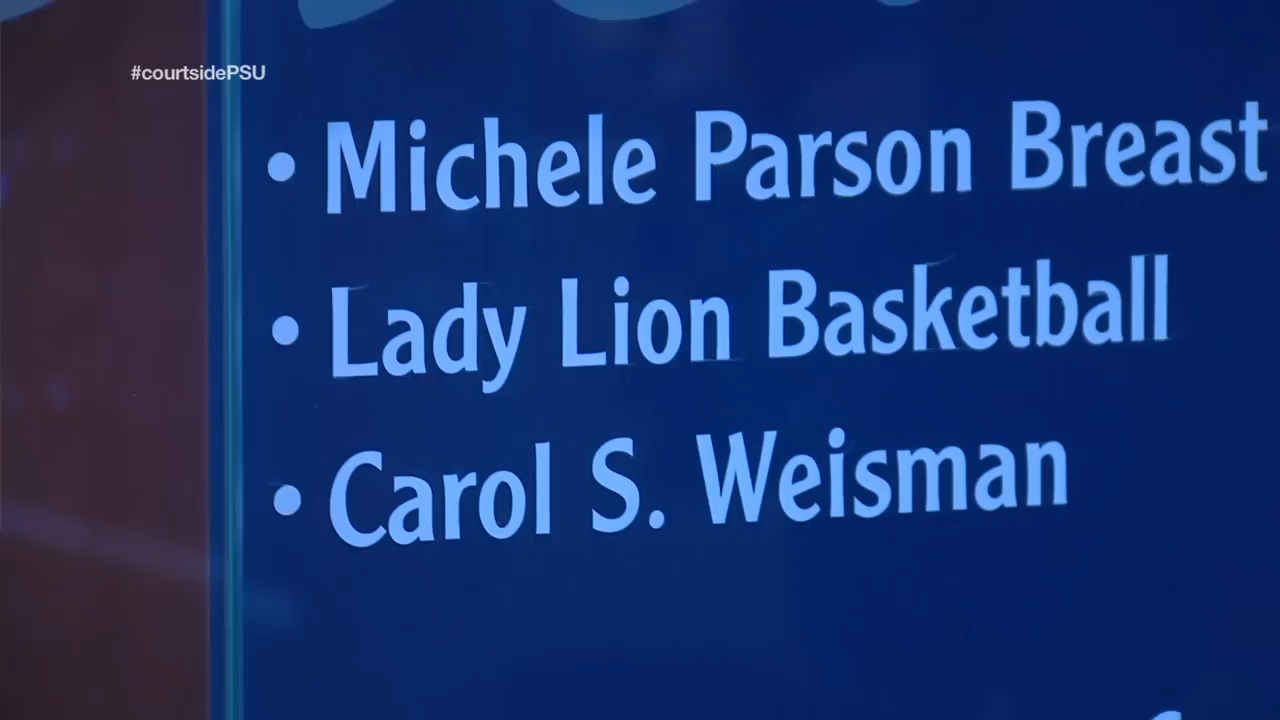 #courtsidePSU
• Michele Parson Breast
• Lady Lion Basketball
• Carol S. Weisman